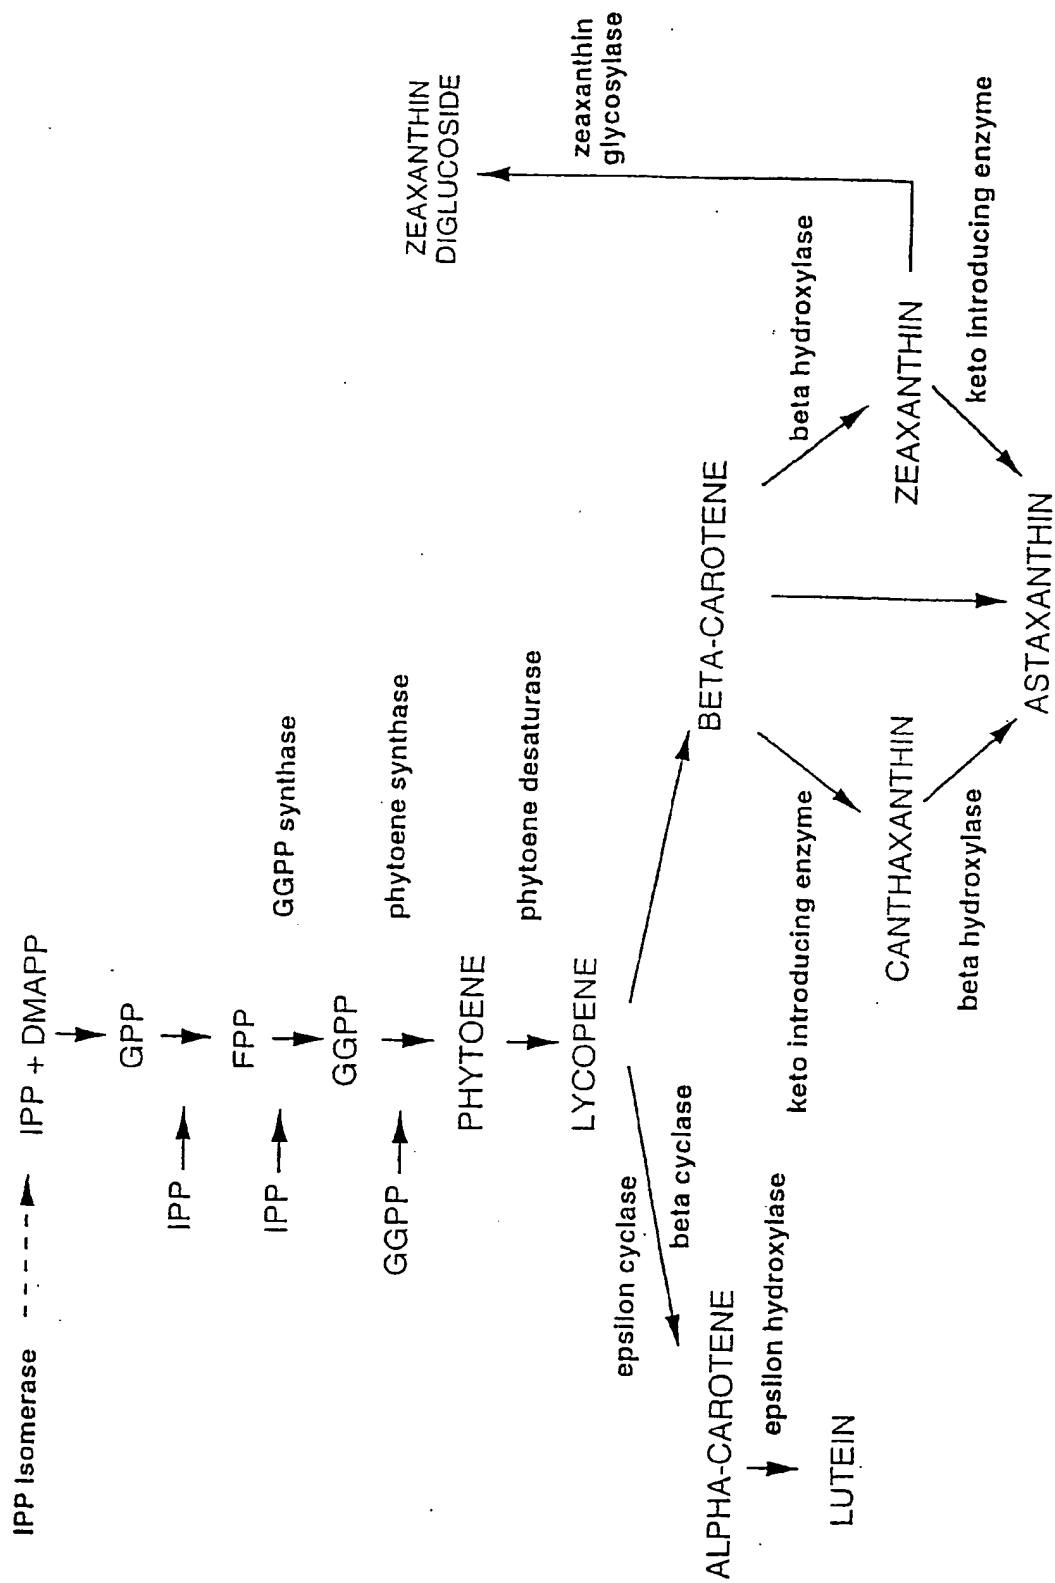 IPP Isomerase
IPP + DMAPP
GPP
IPP
FPP
GGPP synthase
IPP
GGPP
phytoene synthase
GGPP
PHYTOENE
phytoene desaturase
LYCOPENE
epsilon cyclase
beta cyclase
ALPHA-CAROTENE
epsilon hydroxylase
LUTEIN
BETA-CAROTENE
keto introducing enzyme
beta hydroxylase
CANTHAXANTHIN
ZEAXANTHIN
beta hydroxylase
keto introducing enzyme
ASTAXANTHIN
ZEAXANTHIN
DIGLUCOSIDE
zeaxanthin
glycosylase